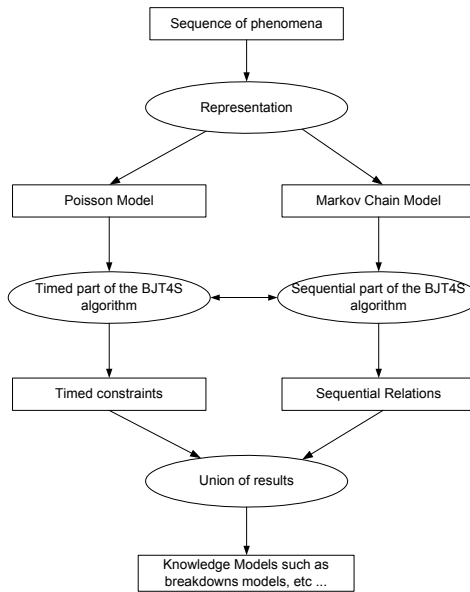 Sequence of phenomena
Representation
Poisson Model
Markov Chain Model
Timed part of the BJT4S
algorithm
Sequential part of the BJT4S
algorithm
Timed constraints
Sequential Relations
Union of results
Knowledge Models such as
breakdowns models, etc ...